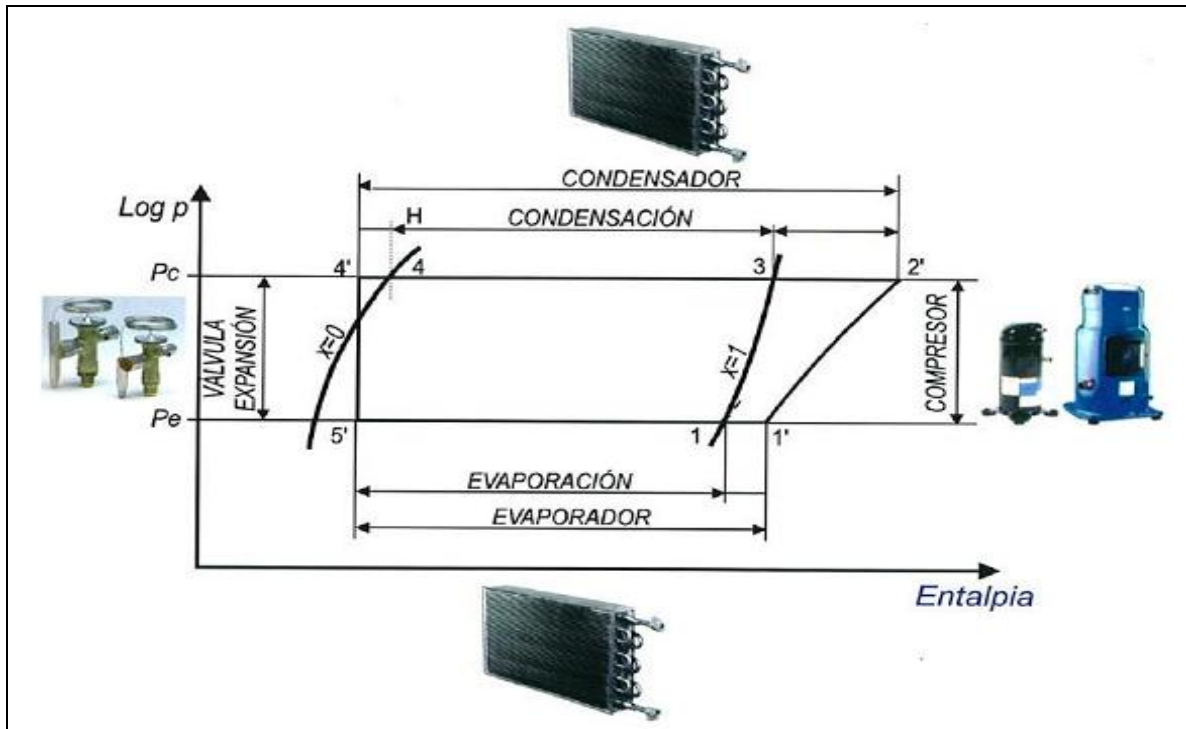 CONDENSADOR
Log p
H
CONDENSACIÓN
Pc
4'
4
3
2'
VALVULA
EXPANSIÓN
x=0
x=1
COMPRESOR
Pe
5'
1
1'
EVAPORACIÓN
EVAPORADOR
Entalpia